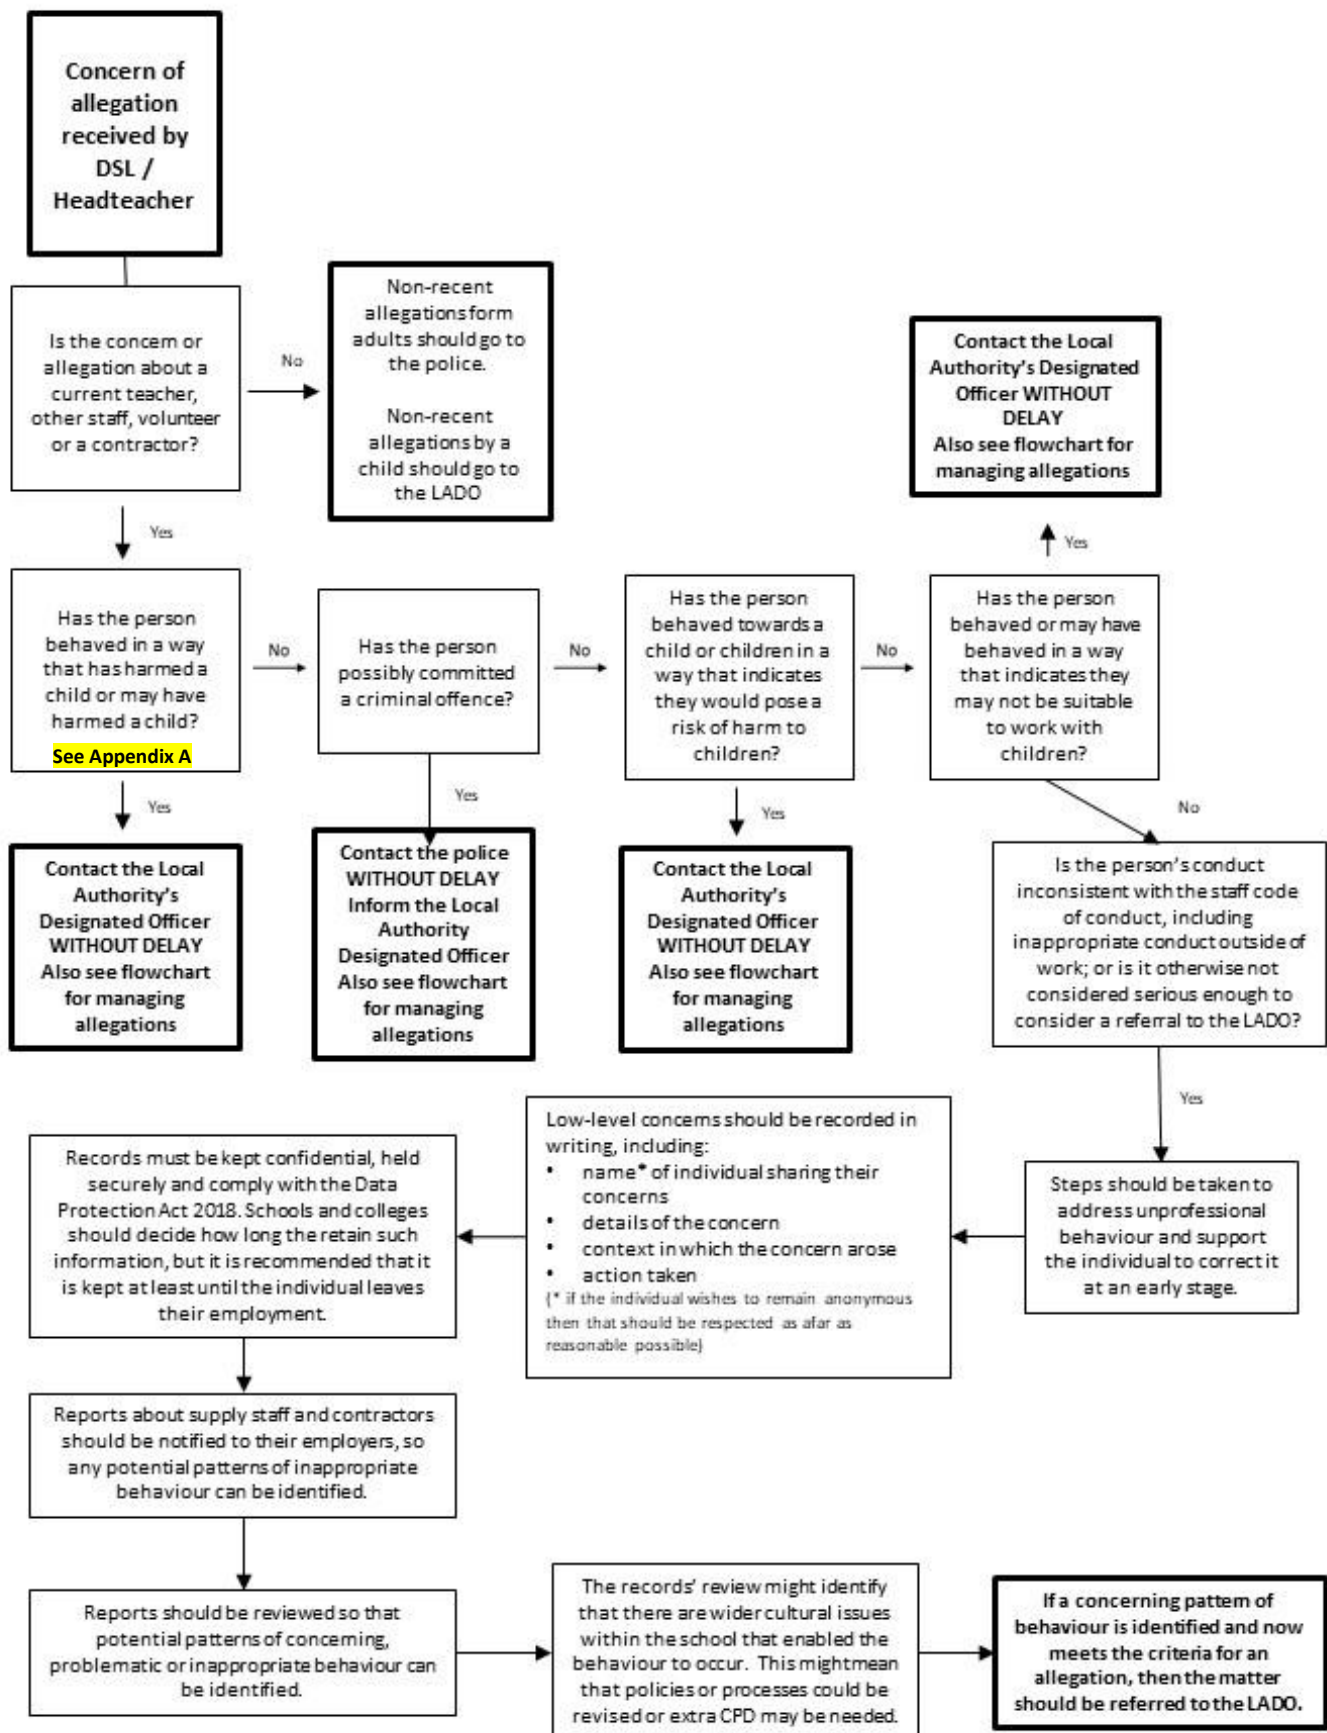 Concern of
allegation
received by
DSL /
Headteacher
Is the concern or
allegation about a
current teacher,
other staff, volunteer
or a contractor?
No
Non-recent
allegations form
adults should go to
the police.
Non-recent
allegations by a
child should go to
the LADO
Contact the Local
Authority's Designated
Officer WITHOUT
DELAY
Also see flowchart for
managing allegations
Yes
Yes
Has the person
behaved in a way
that has harmed a
child or may have
harmed a child?
See Appendix A
No
Has the person
possibly committed
a criminal offence?
No
Has the person
behaved towards a
child or children in a
way that indicates
they would pose a
risk of harm to
children?
No
Has the person
behaved or may have
behaved in a way
that indicates they
may not be suitable
to work with
children?
Yes
Yes
Yes
No
Contact the Local
Authority's
Designated Officer
WITHOUT DELAY
Also see flowchart
for managing
allegations
Contact the police
WITHOUT DELAY
Inform the Local
Authority
Designated Officer
Also see flowchart
for managing
allegations
Contact the Local
Authority's
Designated Officer
WITHOUT DELAY
Also see flowchart
for managing
allegations
Is the person's conduct
inconsistent with the staff code
of conduct, including
inappropriate conduct outside of
work; or is it otherwise not
considered serious enough to
consider a referral to the LADO?
Yes
Steps should be taken to
address unprofessional
behaviour and support
the individual to correct it
at an early stage.
Low-level concerns should be recorded in
writing, including:
• name* of individual sharing their
concerns
• details of the concern
• context in which the concern arose
• action taken
(* if the individual wishes to remain anonymous
then that should be respected as afar as
reasonable possible)
Records must be kept confidential, held
securely and comply with the Data
Protection Act 2018. Schools and colleges
should decide how long the retain such
information, but it is recommended that it
is kept at least until the individual leaves
their employment.
Reports about supply staff and contractors
should be notified to their employers, so
any potential patterns of inappropriate
behaviour can be identified.
Reports should be reviewed so that
potential patterns of concerning,
problematic or inappropriate behaviour can
be identified.
The records' review might identify
that there are wider cultural issues
within the school that enabled the
behaviour to occur. This might mean
that policies or processes could be
revised or extra CPD may be needed.
If a concerning pattern of
behaviour is identified and now
meets the criteria for an
allegation, then the matter
should be referred to the LADO.